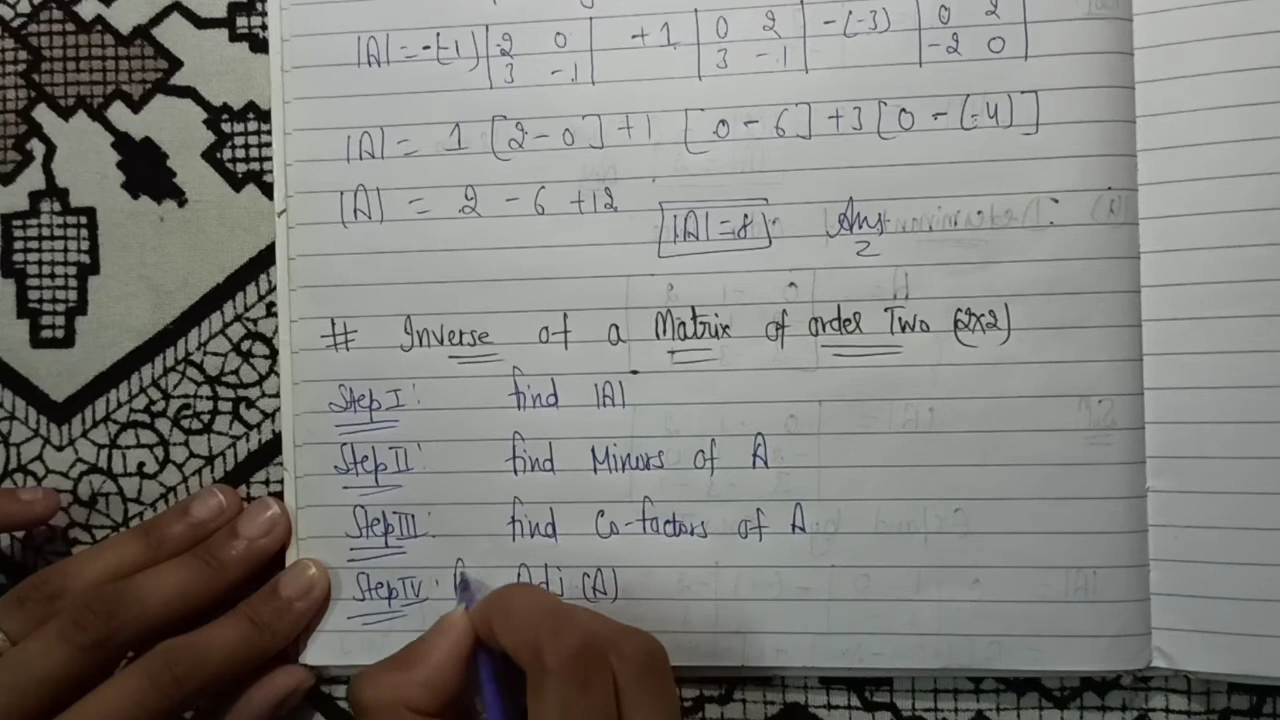 |A| = -(-1) |-2 0 3 -1| +1 |0 2 3 -1| -(-3) |0 2 -2 0|
|A| = 1 [2-0] +1 [0-6] +3 [0-(-4)]
|A| = 2 - 6 +12 |A| = 8 Ans
# Inverse of a Matrix of order Two (2x2)
Step I: find |A|
Step II: find Minors of A
Step III: find Co-factors of A
Step IV: Adj (A)